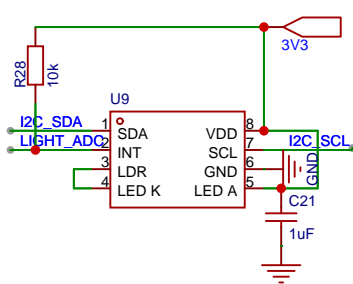 3V3
R28
10k
U9
I2C_SDA
1
8
SDA
VDD
LIGHT_ADC
2
7
I2C_SCL
INT
SCL
3
6
LDR
GND
GND
4
5
LED K
LED A
C21
1uF